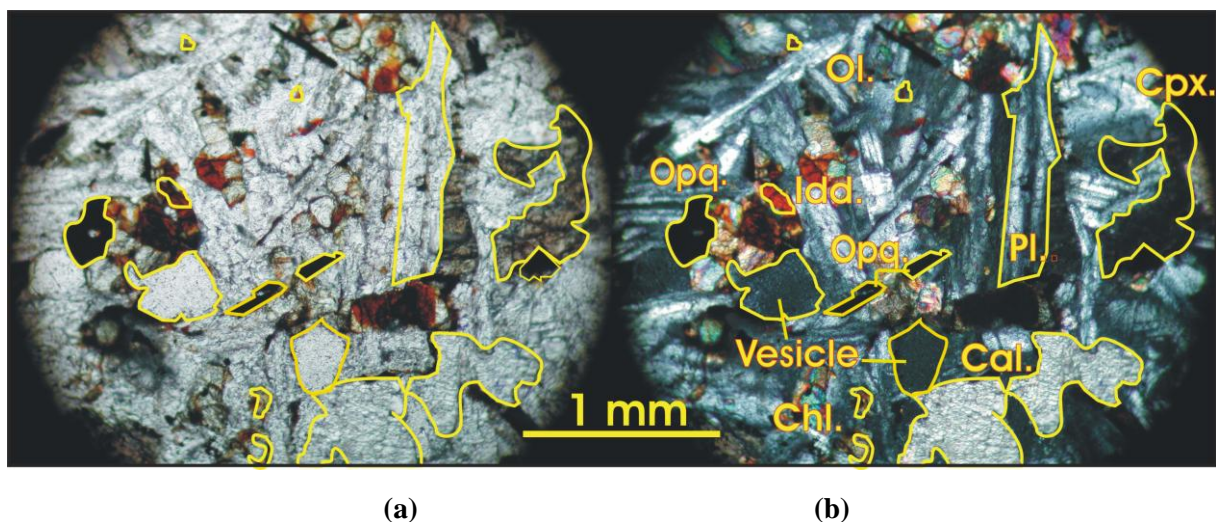 Ol.
Cpx.
Opq.
Idd.
Opq.
Pl..
Vesicle
Cal.
Chl.
1 mm
(a)
(b)